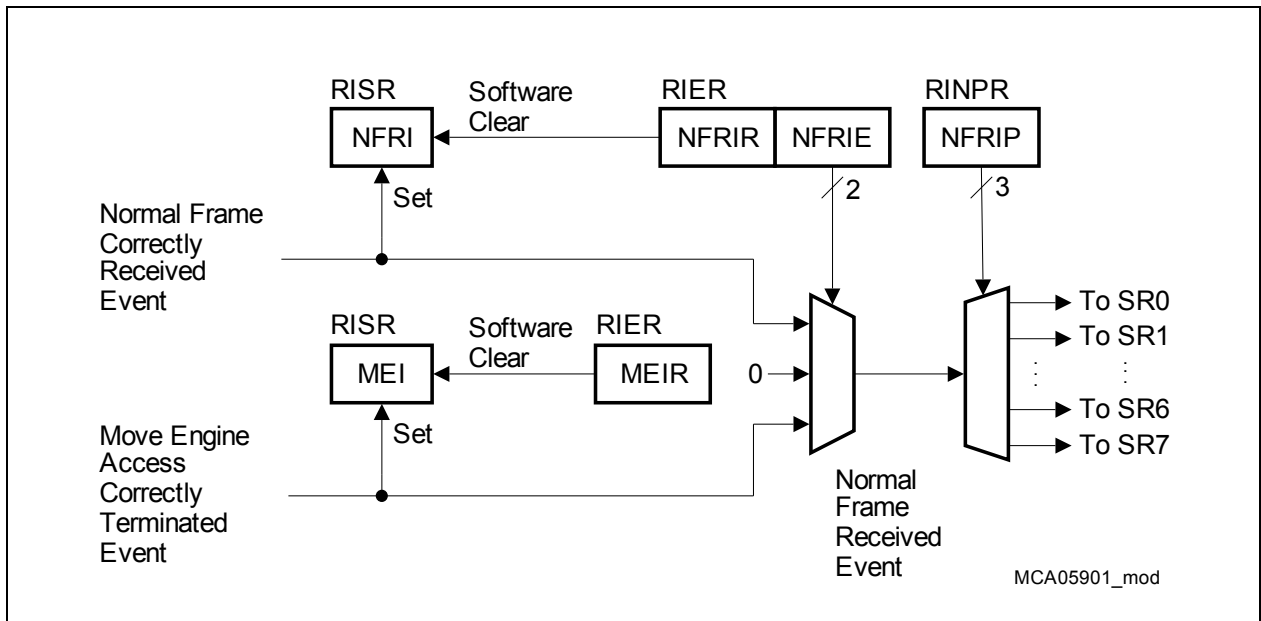 RISR
Software
Clear
RIER
RINPR
NFRI
NFRIR
NFRIE
NFRIP
Set
2
3
Normal Frame
Correctly
Received
Event
RISR
Software
Clear
RIER
MEI
MEIR
0
Set
To SR0
To SR1
To SR6
To SR7
Move Engine
Access
Correctly
Terminated
Event
Normal
Frame
Received
Event
MCA05901_mod